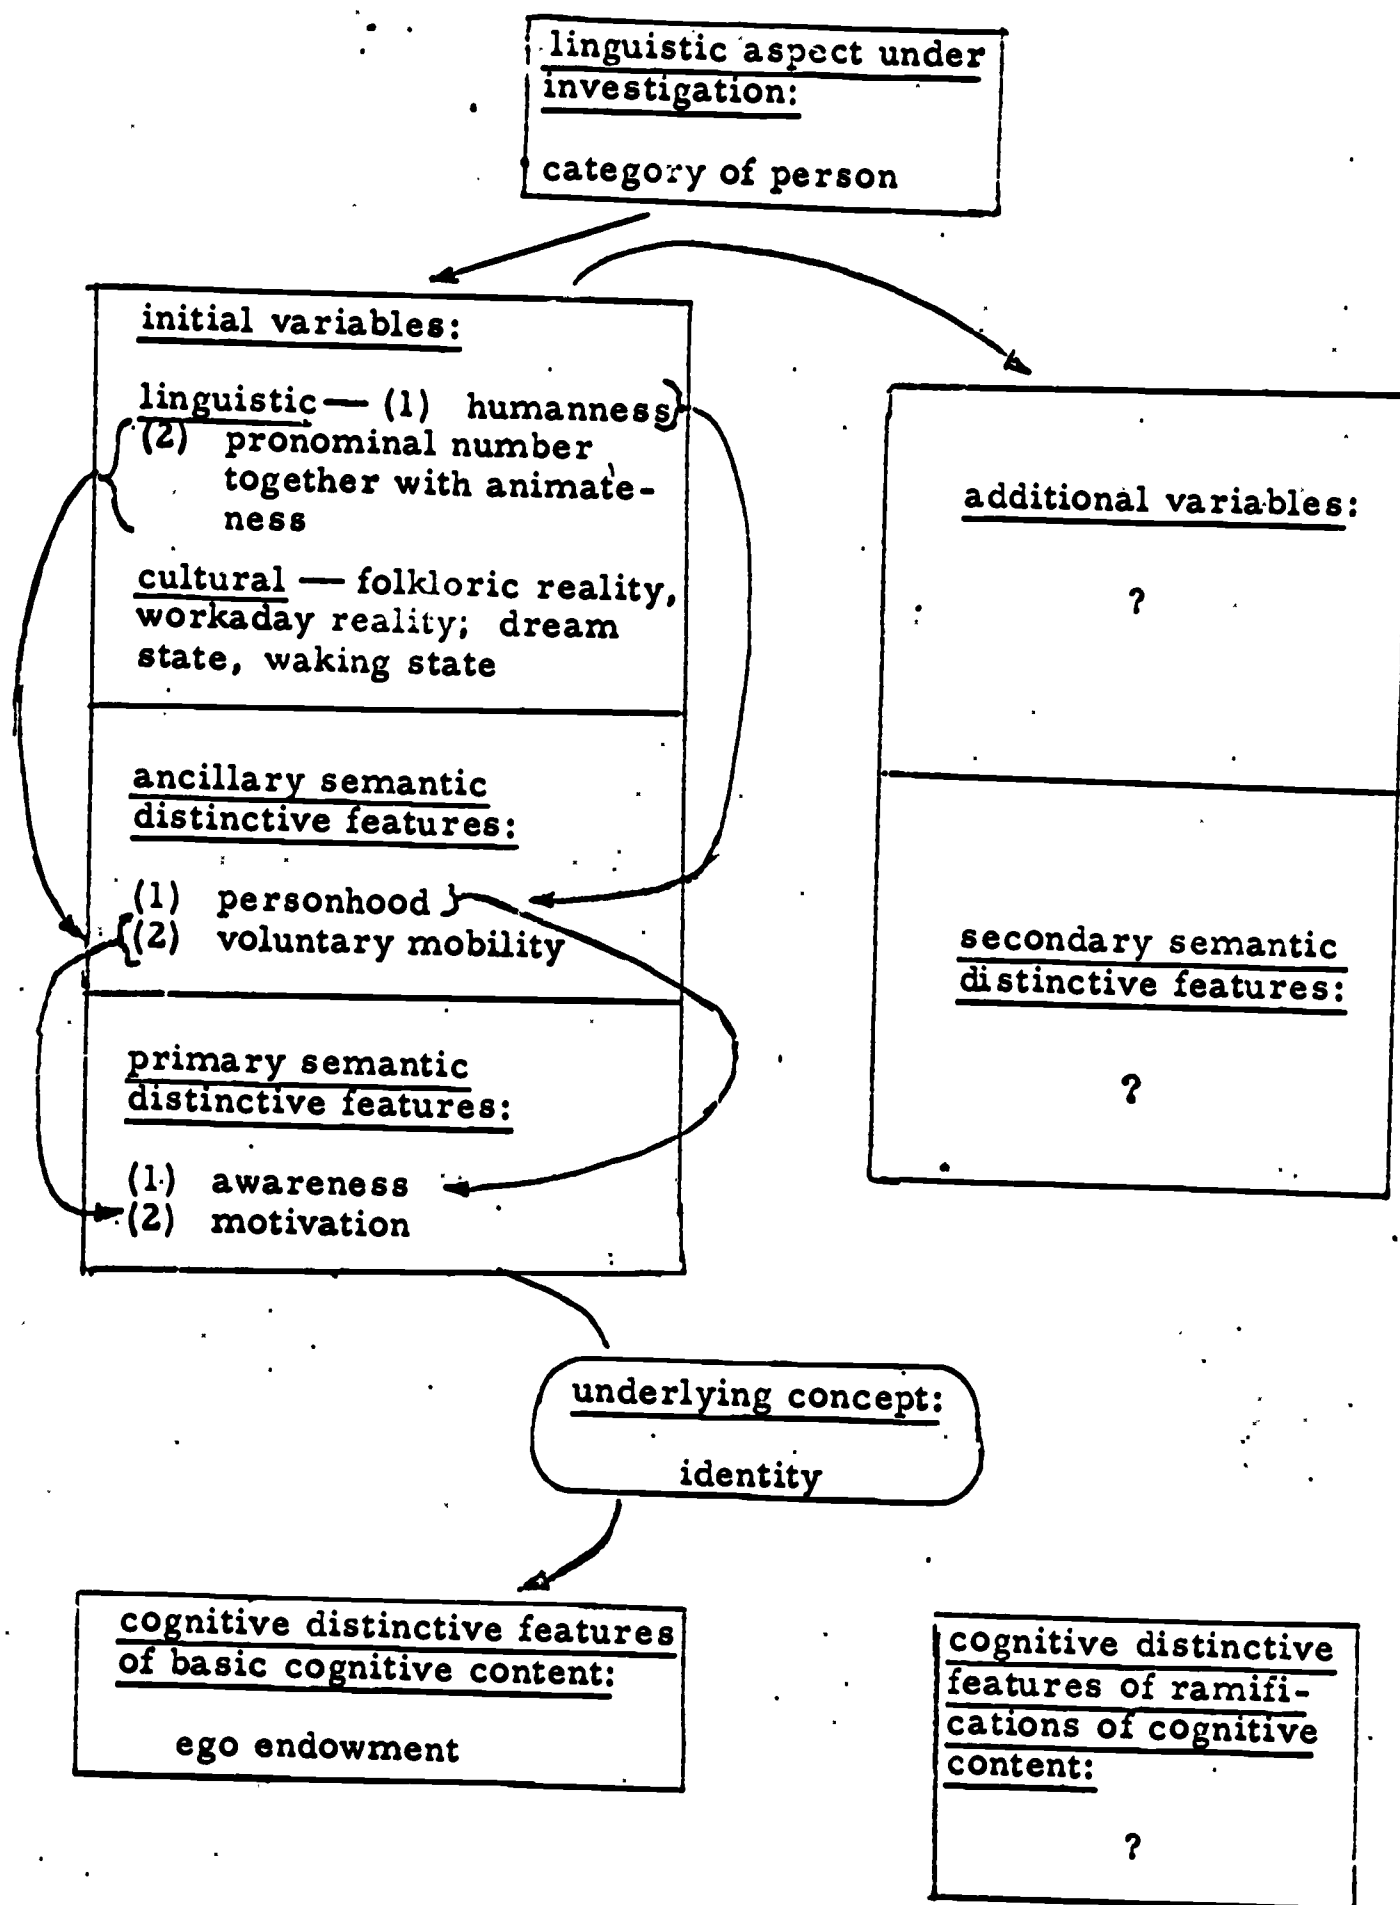 linguistic aspect under
investigation:
category of person
initial variables:
linguistic — (1) humanness
(2) pronominal number
together with animate-
ness
cultural — folkloric reality,
workaday reality; dream
state, waking state
ancillary semantic
distinctive features:
(1) personhood
(2) voluntary mobility
primary semantic
distinctive features:
(1) awareness
(2) motivation
additional variables:
?
secondary semantic
distinctive features:
?
underlying concept:
identity
cognitive distinctive features
of basic cognitive content:
ego endowment
cognitive distinctive
features of ramifi-
cations of cognitive
content:
?